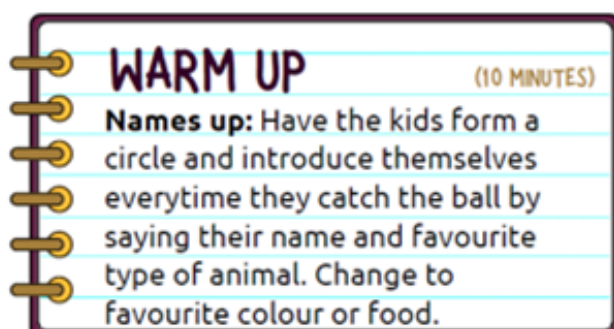 WARM UP
(10 MINUTES)
Names up: Have the kids form a
circle and introduce themselves
everytime they catch the ball by
saying their name and favourite
type of animal. Change to
favourite colour or food.